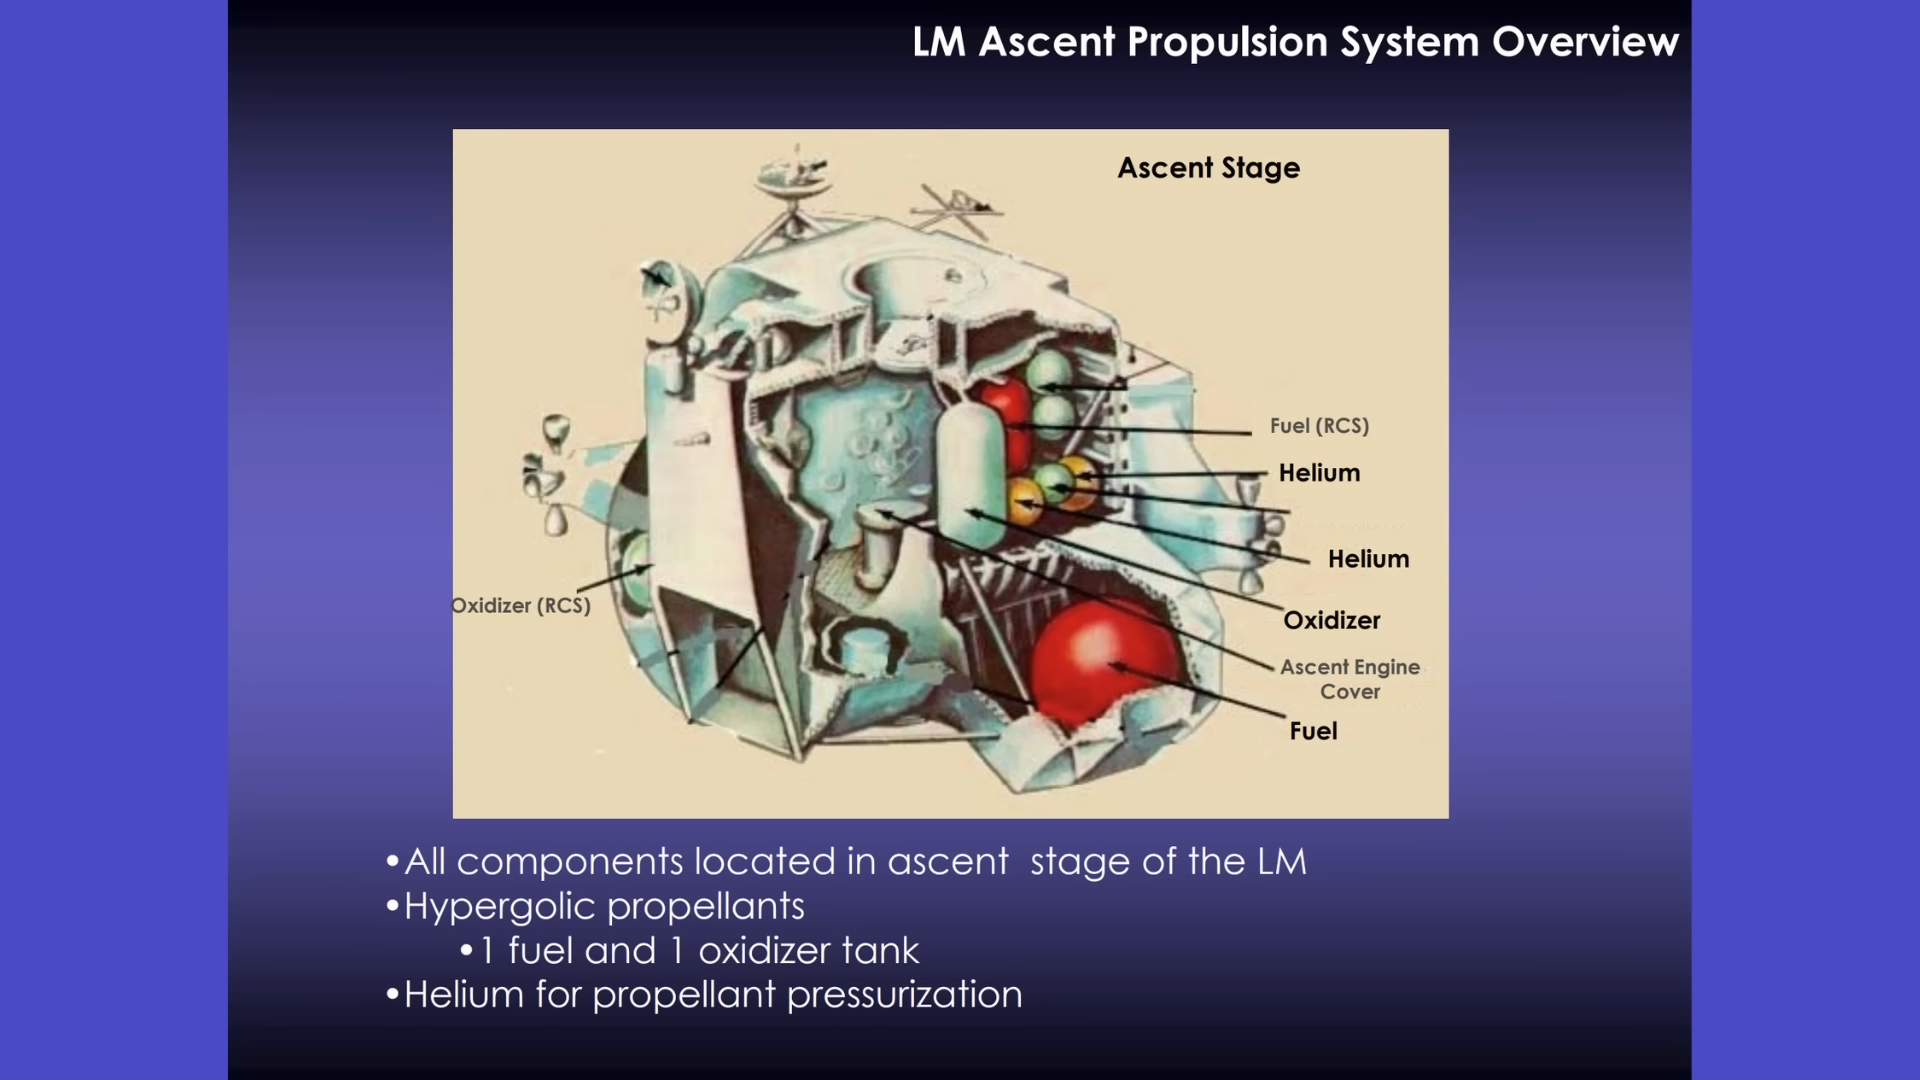 LM Ascent Propulsion System Overview
Ascent Stage
Fuel (RCS)
Helium
Helium
Oxidizer (RCS)
Oxidizer
Ascent Engine
Cover
Fuel
•All components located in ascent  stage of the LM
•Hypergolic propellants
•1 fuel and 1 oxidizer tank
•Helium for propellant pressurization